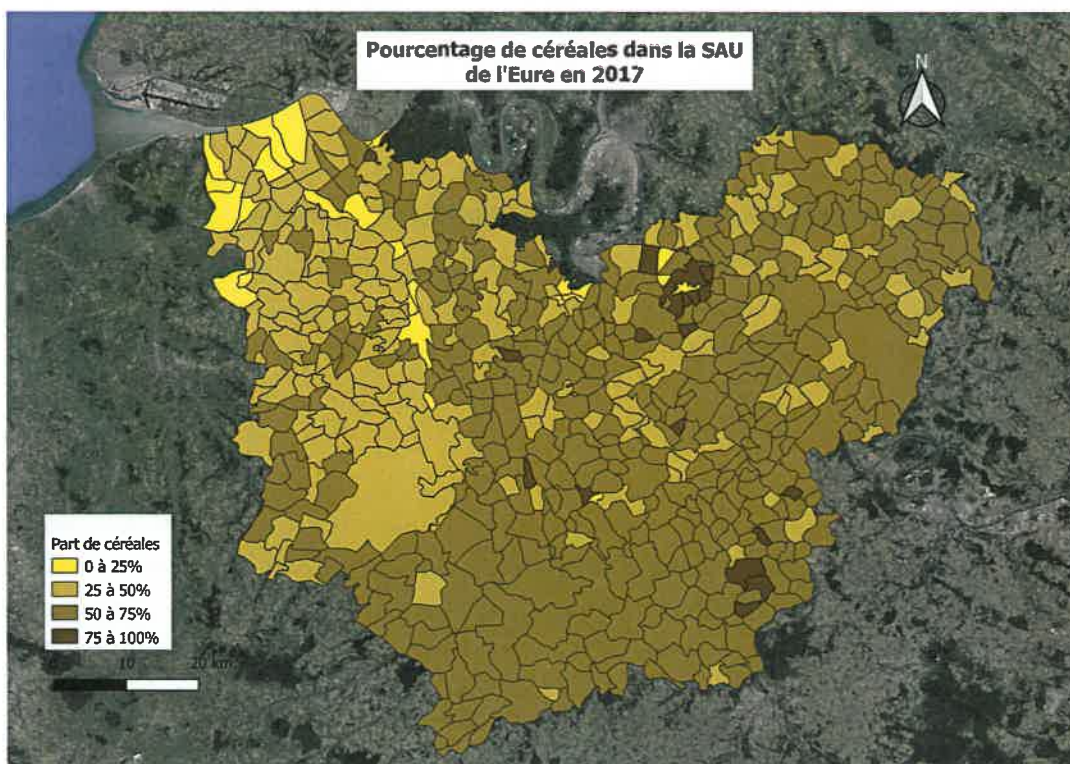 Pourcentage de céréales dans la SAU
de l'Eure en 2017
N
Part de céréales
0 à 25%
25 à 50%
50 à 75%
75 à 100%
10 20 km